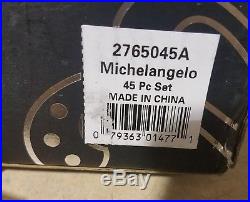 2765045A
Michelangelo
45 Pc Set
MADE IN CHINA
0 79363 01477 1